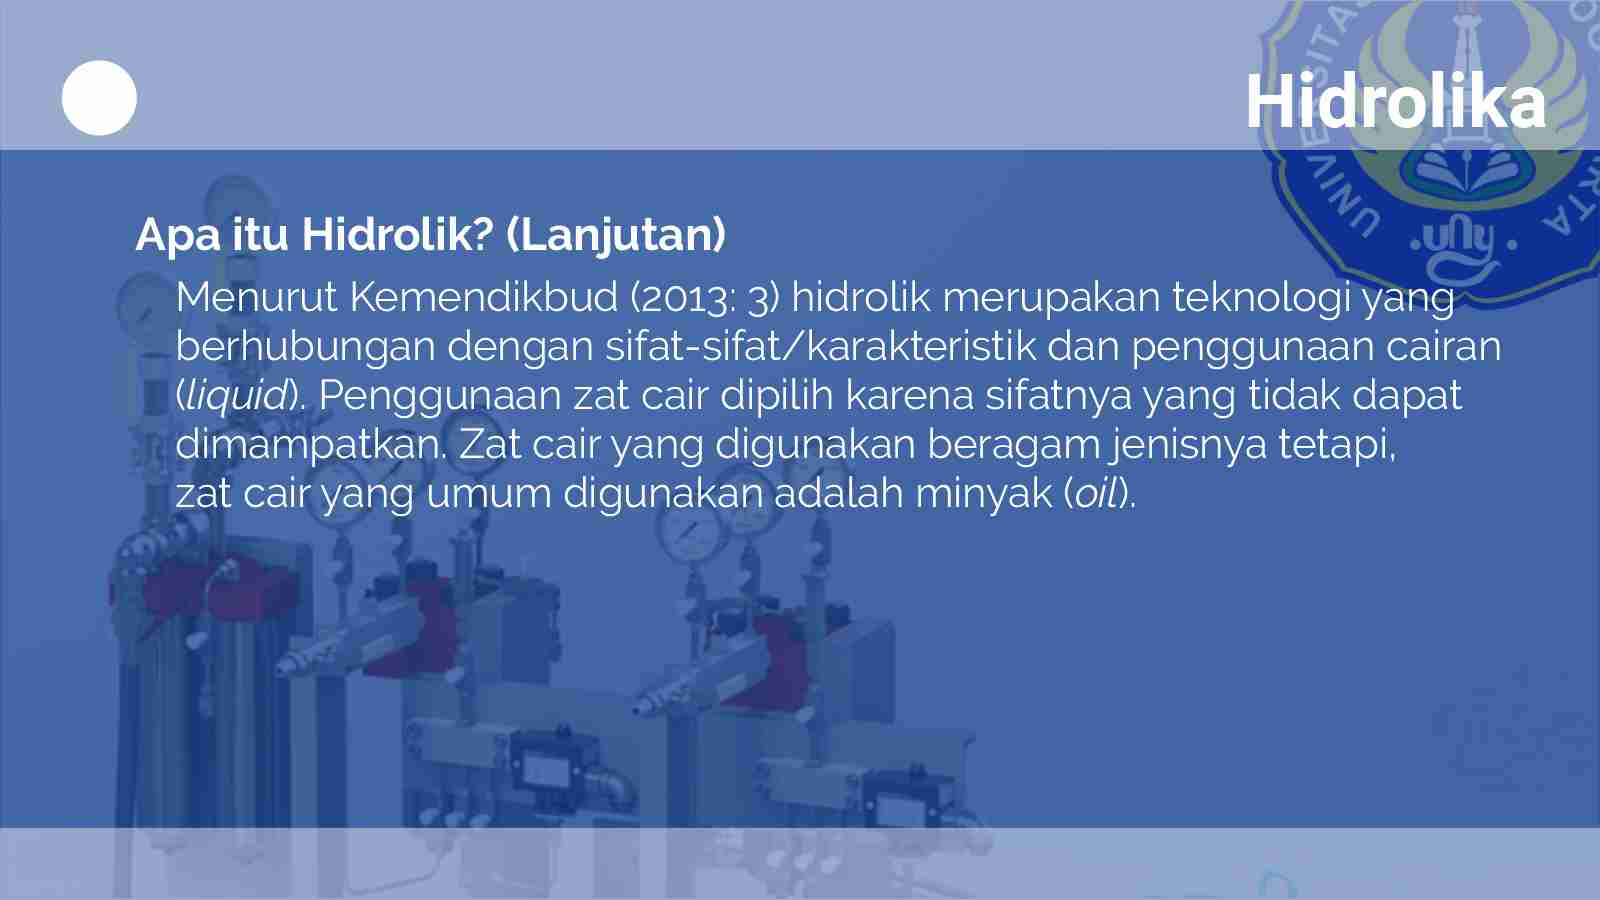 Hidrolika
UNIVERSITAS
uny
Apa itu Hidrolik? (Lanjutan)
Menurut Kemendikbud (2013: 3) hidrolik merupakan teknologi yang
berhubungan dengan sifat-sifat/karakteristik dan penggunaan cairan
(liquid). Penggunaan zat cair dipilih karena sifatnya yang tidak dapat
dimampatkan. Zat cair yang digunakan beragam jenisnya tetapi,
zat cair yang umum digunakan adalah minyak (oil).